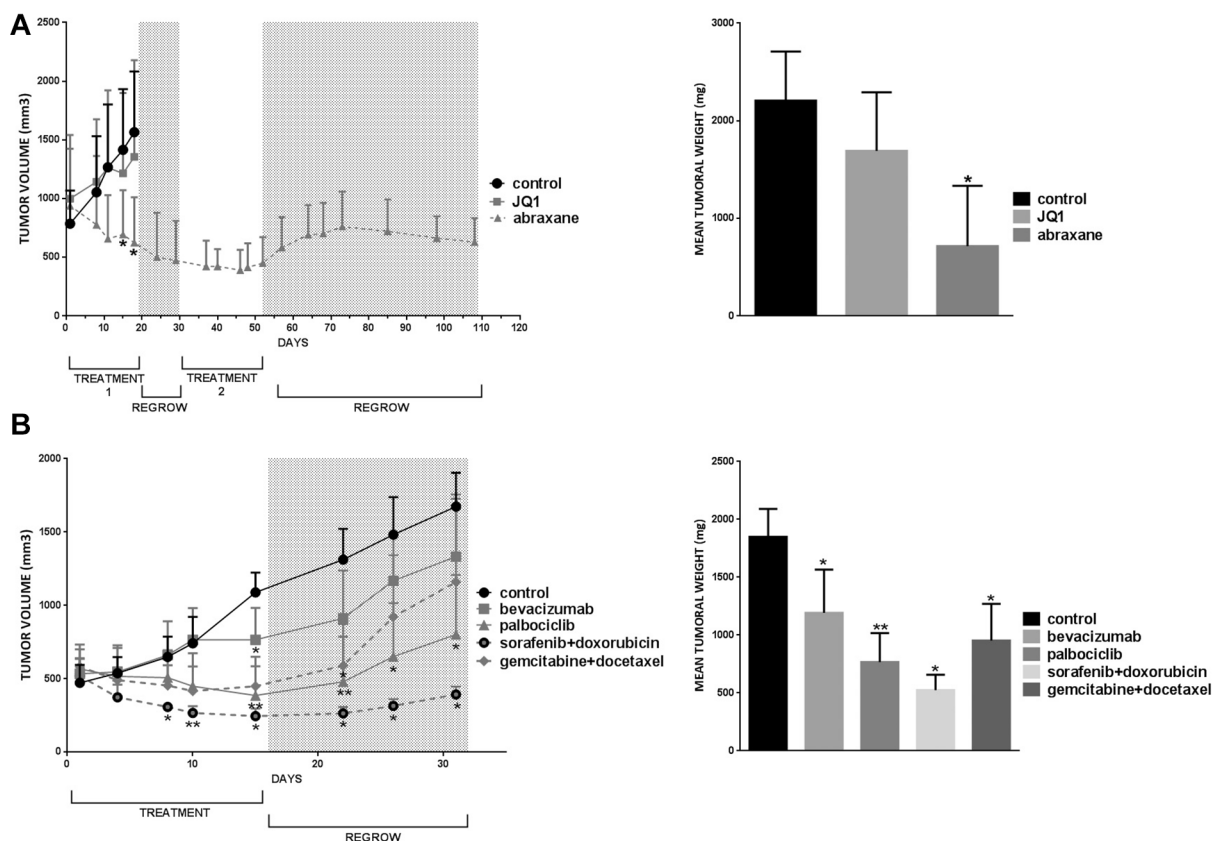 A
TUMOR VOLUME (mm3)
2500
2000
1500
1000
500
0
* *
0 10 20 30 40 50 60 70 80 90 100 110 120
DAYS
control
JQ1
abraxane
TREATMENT
1
REGROW
TREATMENT
2
REGROW
MEAN TUMORAL WEIGHT (mg)
3000
2000
1000
0
*
control
JQ1
abraxane
B
TUMOR VOLUME (mm3)
2000
1500
1000
500
0
* ** * ** * * ** * * * * *
0 10 20 30
DAYS
control
bevacizumab
palbociclib
sorafenib+doxorubicin
gemcitabine+docetaxel
TREATMENT
REGROW
MEAN TUMORAL WEIGHT (mg)
2500
2000
1500
1000
500
0
* ** * *
control
bevacizumab
palbociclib
sorafenib+doxorubicin
gemcitabine+docetaxel